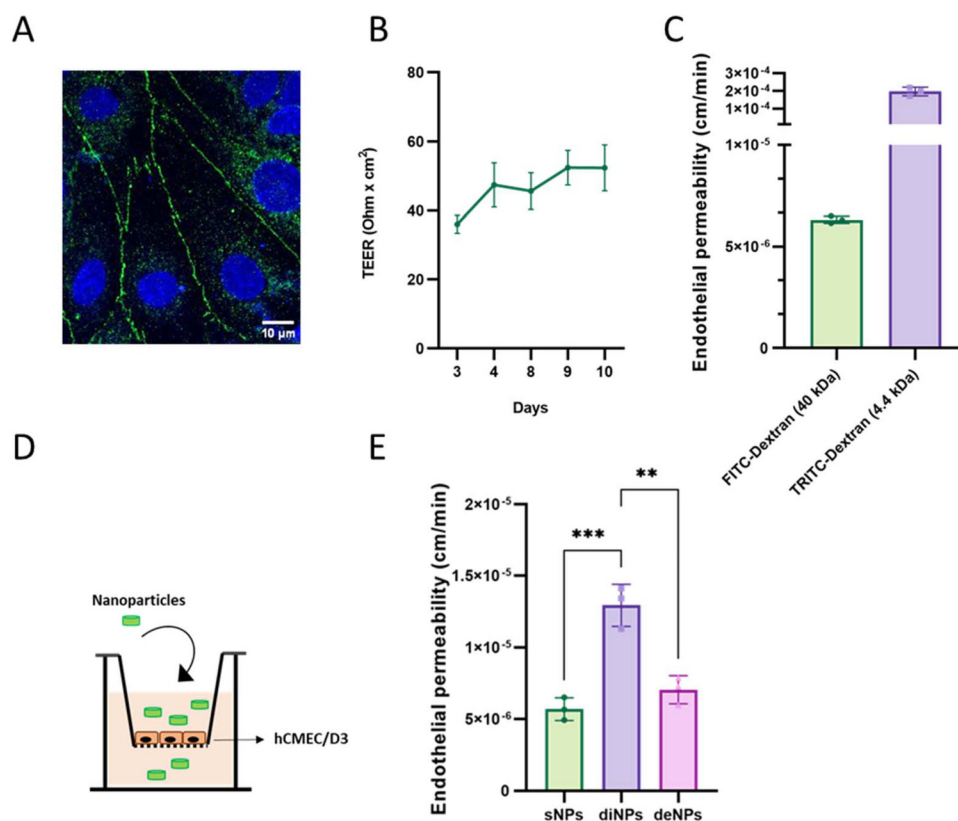 A
B
C
10 µm
TEER (Ohm x cm²)
80
60
40
20
0
3 4 8 9 10
Days
Endothelial permeability (cm/min)
3×10⁻⁴
2×10⁻⁴
1×10⁻⁴
1×10⁻⁵
5×10⁻⁶
0
FITC-Dextran (40 kDa)
TRITC-Dextran (4.4 kDa)
D
E
Nanoparticles
hCMEC/D3
Endothelial permeability (cm/min)
2×10⁻⁵
1.5×10⁻⁵
1×10⁻⁵
5×10⁻⁶
0
***
**
sNPs diNPs deNPs